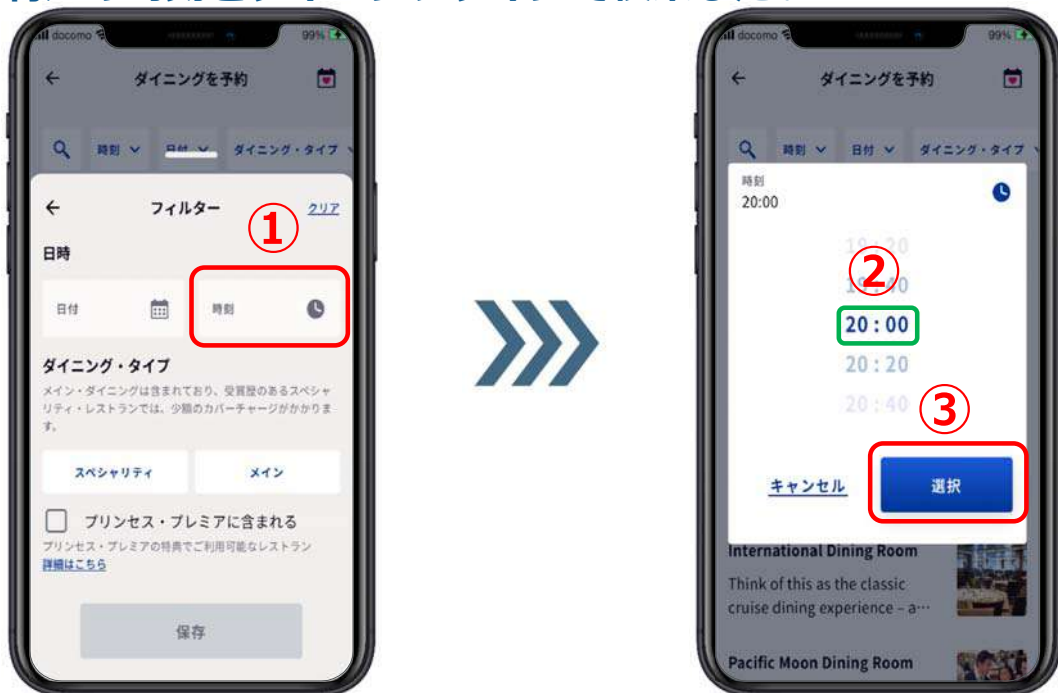 docomo
99%
ダイニングを予約
時刻
日付
ダイニング・タイプ
フィルター
クリア
①
日時
日付
時刻
ダイニング・タイプ
メイン・ダイニングは含まれており、受賞歴のあるスペシャ
リティ・レストランでは、少額のカバーチャージがかかりま
す。
スペシャリティ
メイン
プリンセス・プレミアに含まれる
プリンセス・プレミアの特典でご利用可能なレストラン
詳細はこちら
保存
docomo
99%
ダイニングを予約
時刻
日付
ダイニング・タイプ
時刻
20:00
19:20
②
19:40
20:00
20:20
20:40
③
キャンセル
選択
International Dining Room
Think of this as the classic
cruise dining experience – a…
Pacific Moon Dining Room